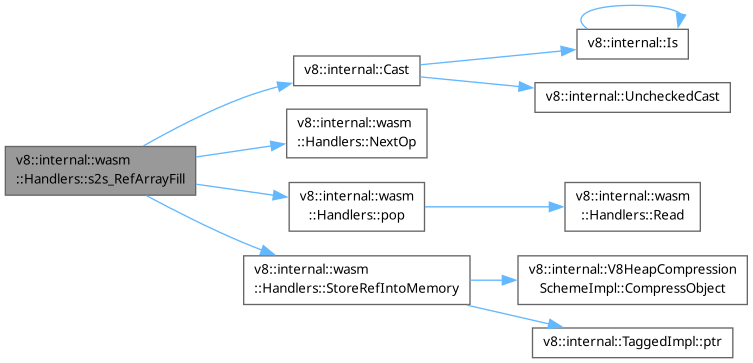 v8::internal::wasm
::Handlers::s2s_RefArrayFill
v8::internal::Cast
v8::internal::Is
v8::internal::UncheckedCast
v8::internal::wasm
::Handlers::NextOp
v8::internal::wasm
::Handlers::pop
v8::internal::wasm
::Handlers::Read
v8::internal::wasm
::Handlers::StoreRefIntoMemory
v8::internal::V8HeapCompression
SchemeImpl::CompressObject
v8::internal::TaggedImpl::ptr